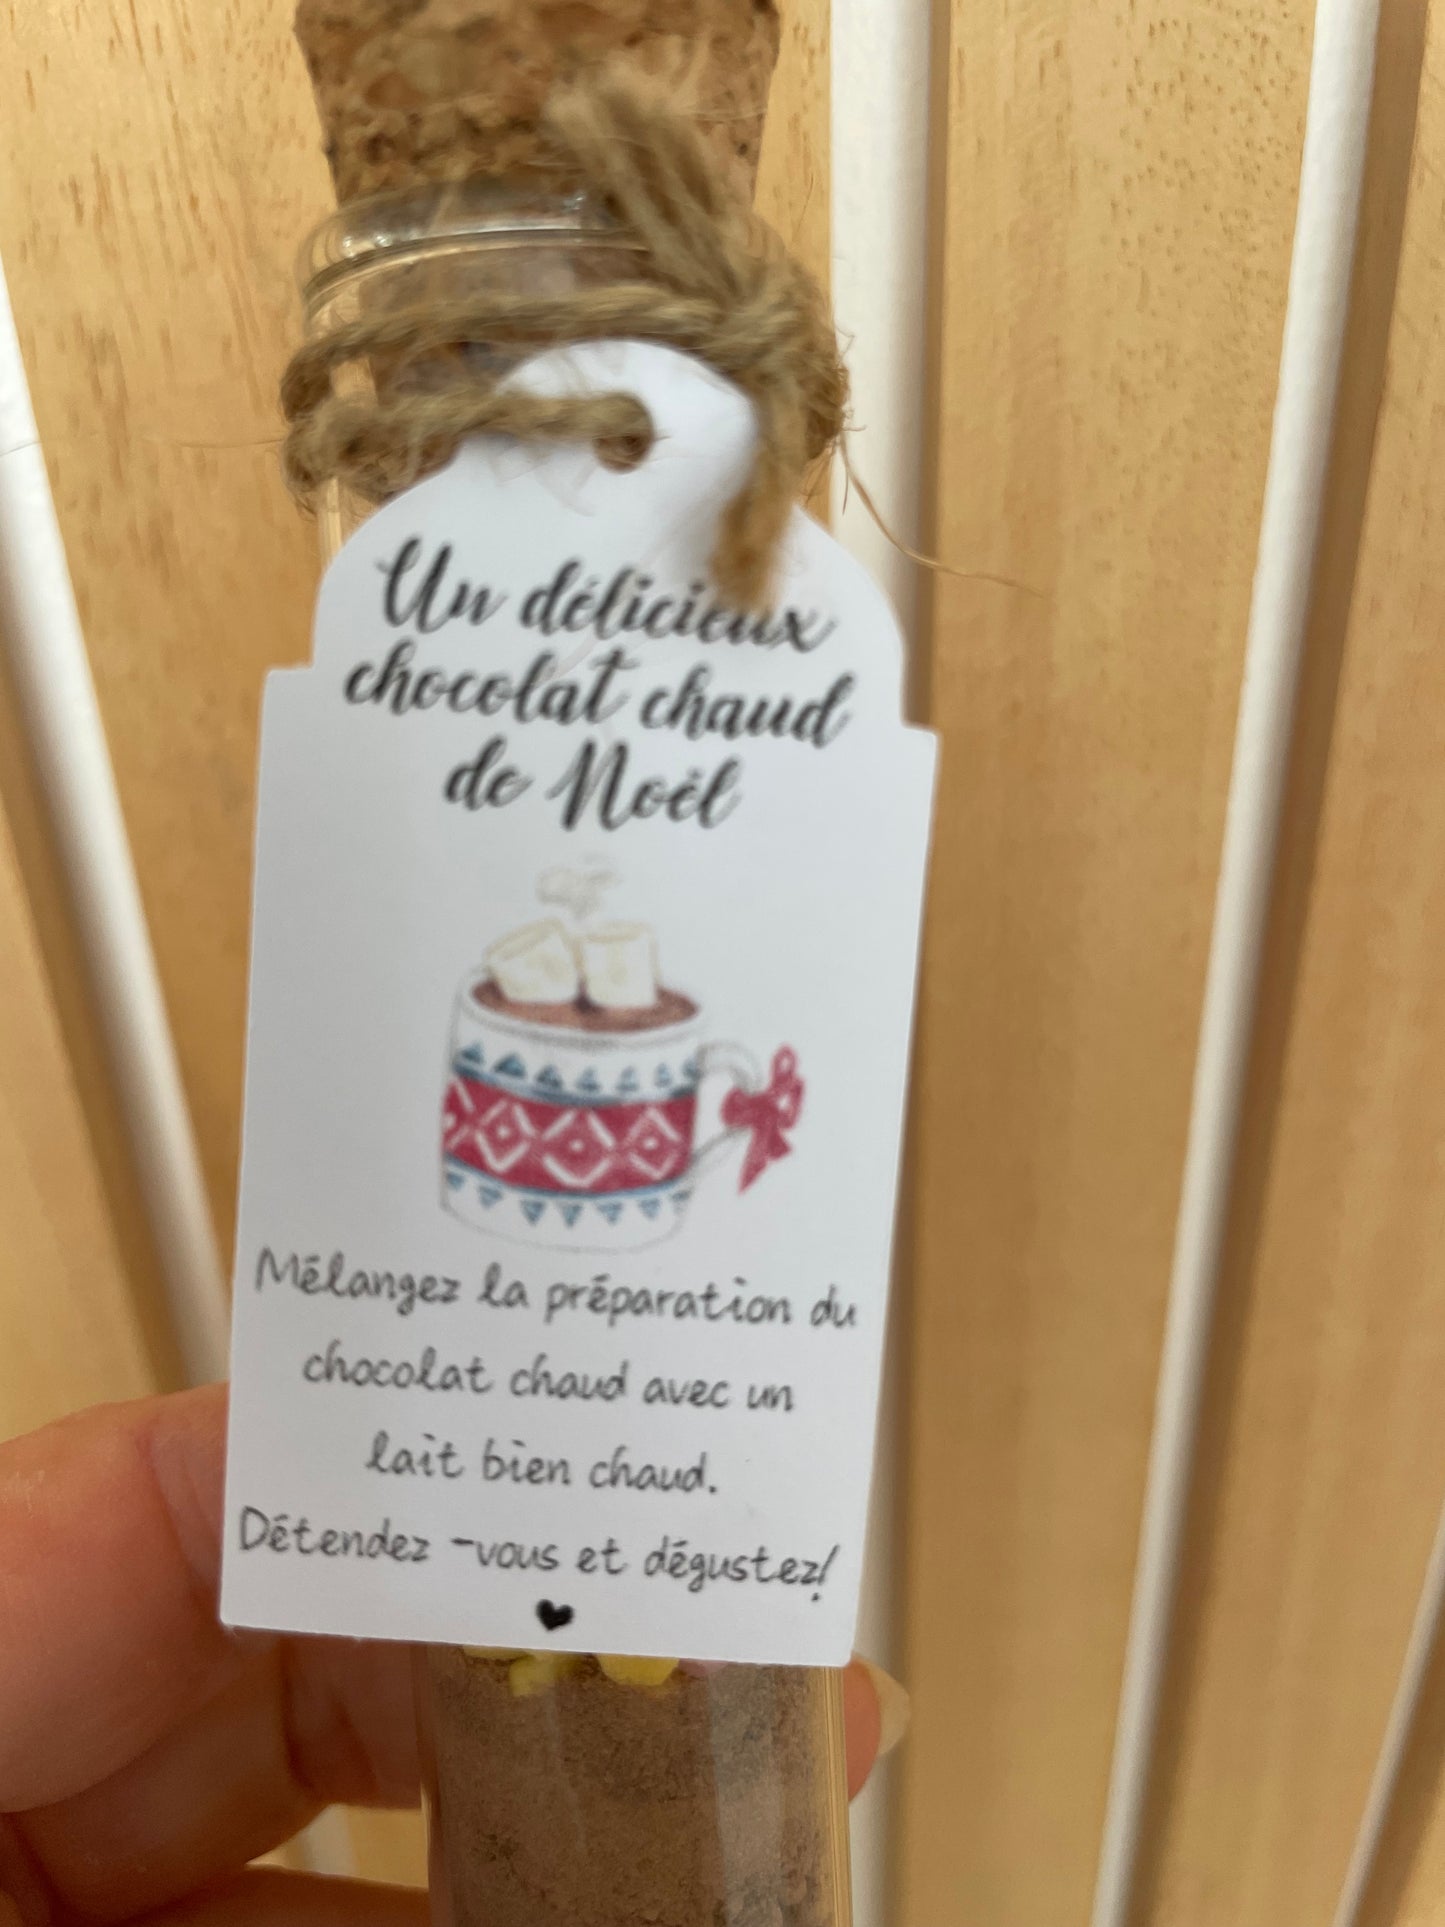 Un délicieux
chocolat chaud
de Noël
Mélangez la préparation du
chocolat chaud avec un
lait bien chaud.
Détendez -vous et dégustez!